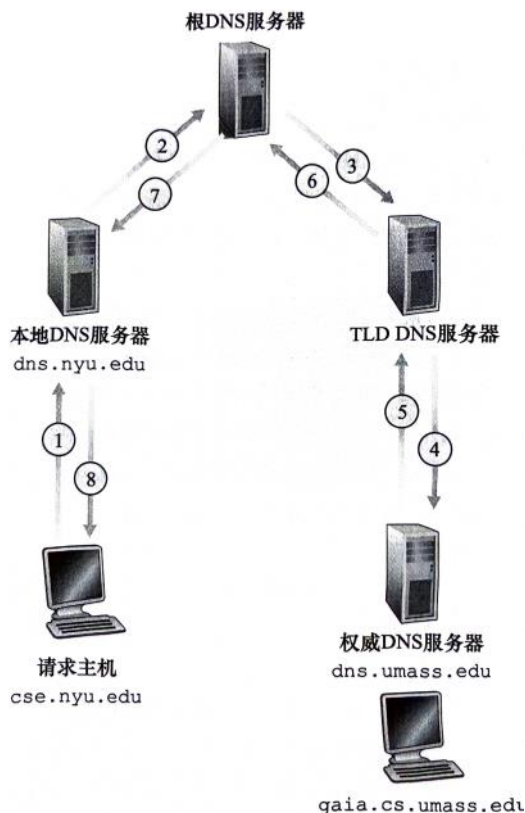 根DNS服务器
2
3
7
6
本地DNS服务器
dns.nyu.edu
TLD DNS服务器
1
8
5
4
请求主机
cse.nyu.edu
权威DNS服务器
dns.umass.edu
gaia.cs.umass.edu